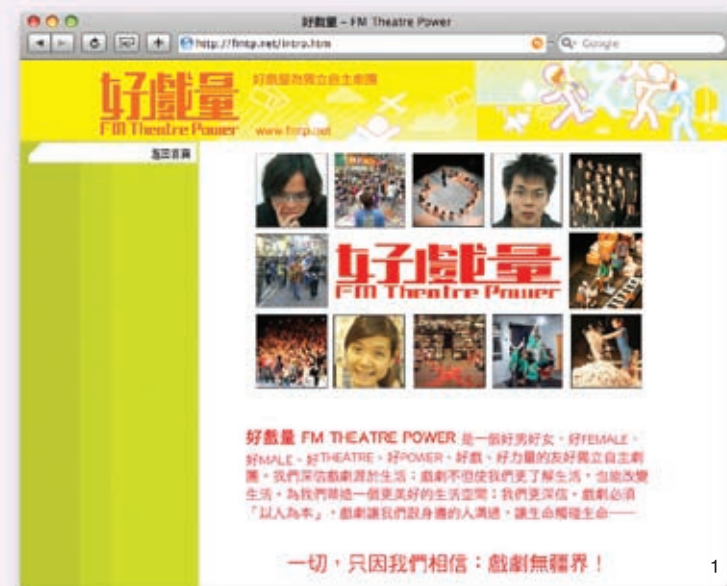 好戲量 – FM Theatre Power
http://fmtp.net/intro.htm
Google
好戲量
好戲量為獨立自主劇團
FM Theatre Power
www.fmtp.net
返回首頁
好戲量
FM Theatre Power
好戲量 FM THEATRE POWER 是一個好男好女、好FEMALE、
好MALE、好THEATRE、好POWER、好戲、好力量的友好獨立自主劇
團。我們深信戲劇源於生活；戲劇不但使我們更了解生活，也能改變
生活，為我們締造一個更美好的生活空間；我們更深信，戲劇必須
「以人為本」，戲劇讓我們跟身邊的人溝通，讓生命觸碰生命——
一切，只因我們相信：戲劇無疆界！
1